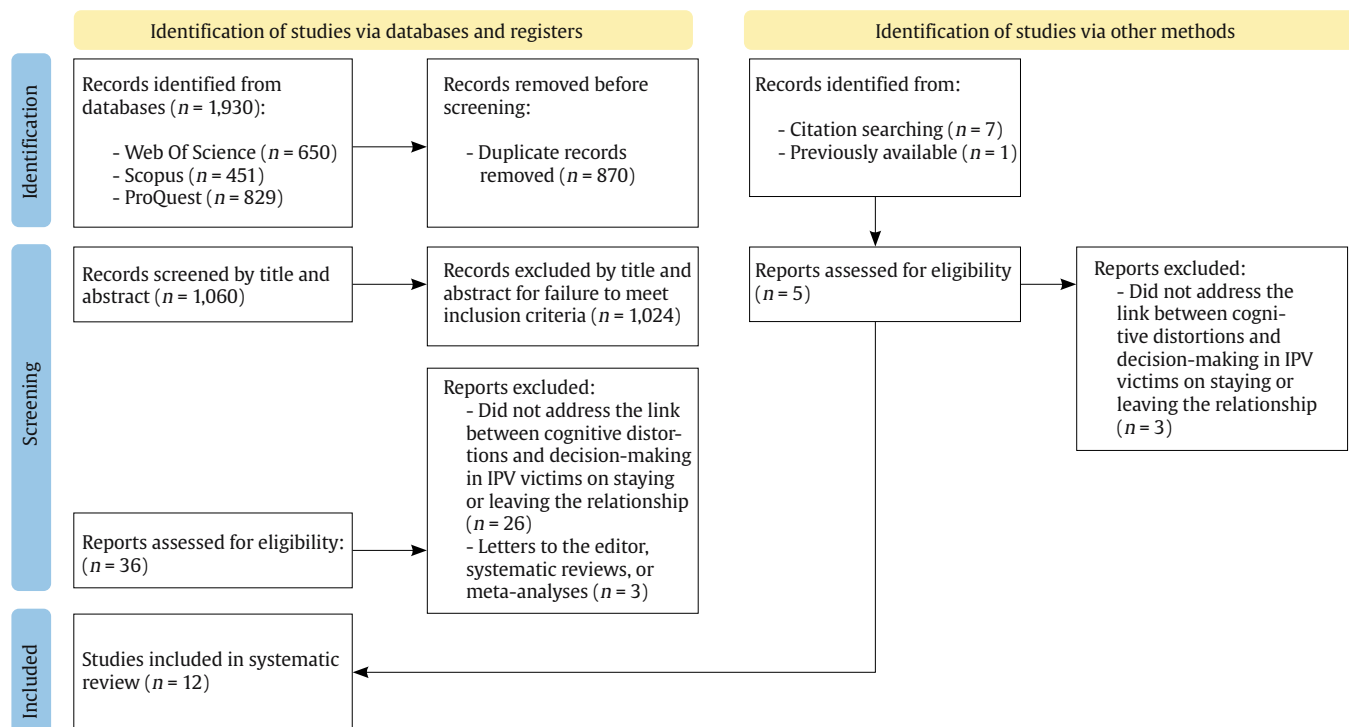 Identification of studies via databases and registers
Identification of studies via other methods
Identification
Records identified from
databases (n = 1,930):
- Web Of Science (n = 650)
- Scopus (n = 451)
- ProQuest (n = 829)
Records removed before
screening:
- Duplicate records
removed (n = 870)
Records identified from:
- Citation searching (n = 7)
- Previously available (n = 1)
Screening
Records screened by title and
abstract (n = 1,060)
Records excluded by title and
abstract for failure to meet
inclusion criteria (n = 1,024)
Reports assessed for eligibility
(n = 5)
Reports excluded:
- Did not address the
link between cogni-
tive distortions and
decision-making in IPV
victims on staying or
leaving the relationship
(n = 3)
Reports assessed for eligibility:
(n = 36)
Reports excluded:
- Did not address the link
between cognitive distor-
tions and decision-making
in IPV victims on staying
or leaving the relationship
(n = 26)
- Letters to the editor,
systematic reviews, or
meta-analyses (n = 3)
Included
Studies included in systematic
review (n = 12)